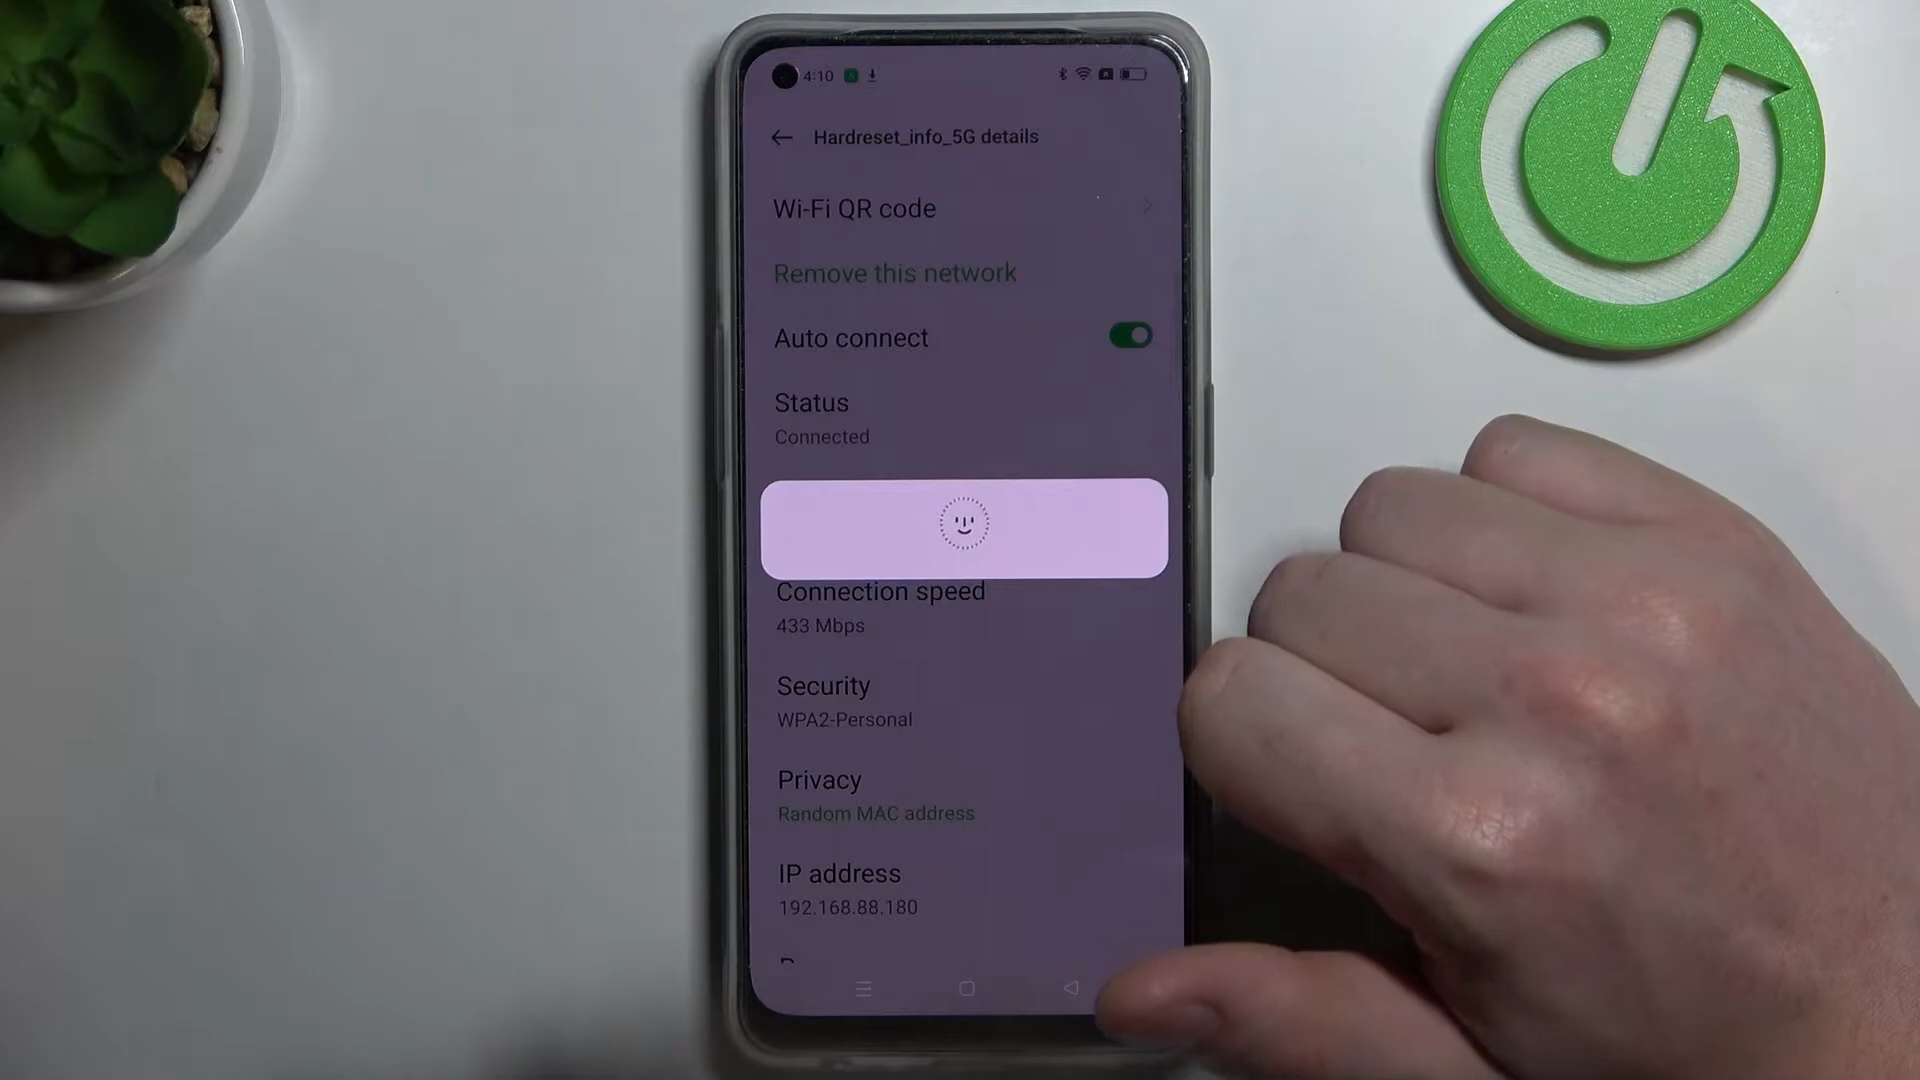 4:10
Hardreset_info_5G details
Wi-Fi QR code
Remove this network
Auto connect
Status
Connected
Connection speed
433 Mbps
Security
WPA2-Personal
Privacy
Random MAC address
IP address
192.168.88.180